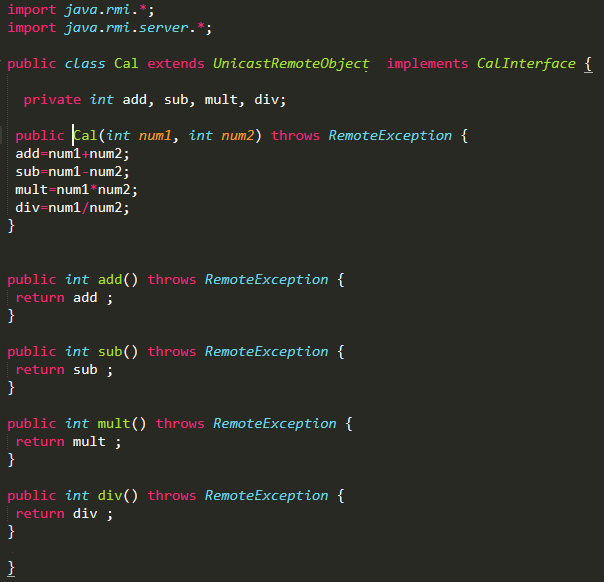 import java.rmi.*;
import java.rmi.server.*;
public class Cal extends UnicastRemoteObject  implements CalInterface {
private int add, sub, mult, div;
public Cal(int num1, int num2) throws RemoteException {
add=num1+num2;
sub=num1-num2;
mult=num1*num2;
div=num1/num2;
}
public int add() throws RemoteException {
return add ;
}
public int sub() throws RemoteException {
return sub ;
}
public int mult() throws RemoteException {
return mult ;
}
public int div() throws RemoteException {
return div ;
}
}